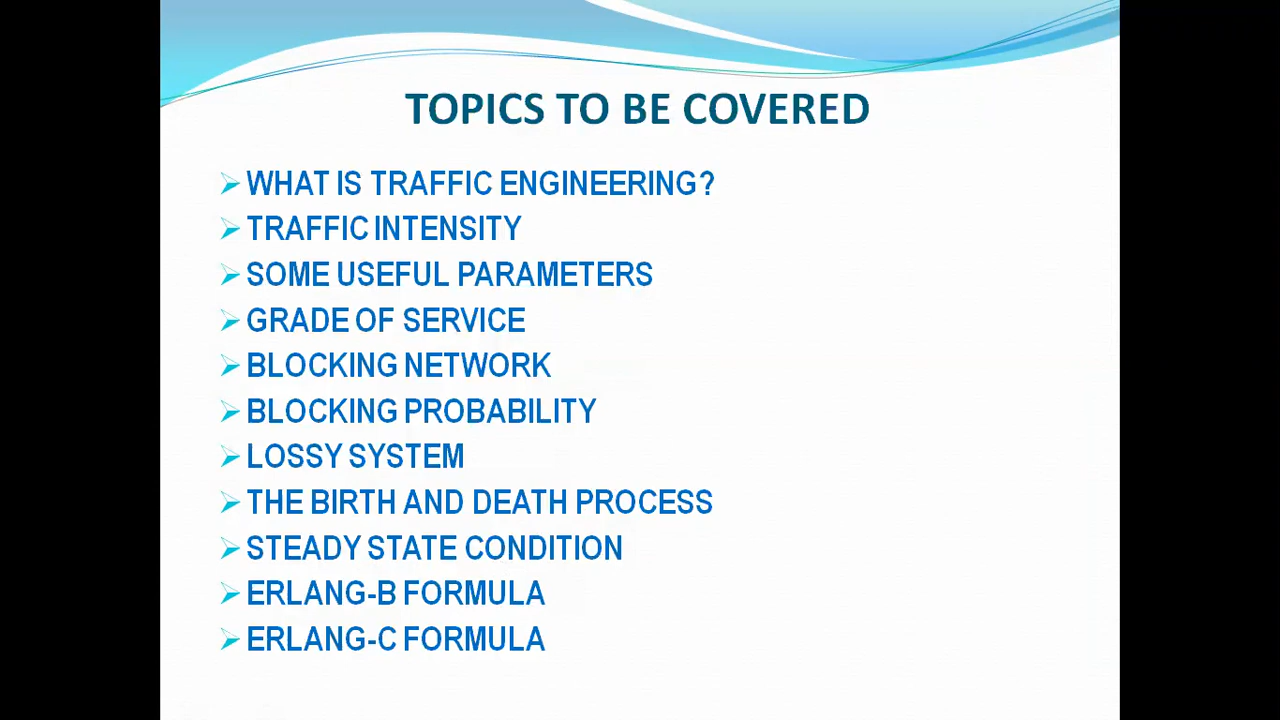 TOPICS TO BE COVERED
WHAT IS TRAFFIC ENGINEERING?
TRAFFIC INTENSITY
SOME USEFUL PARAMETERS
GRADE OF SERVICE
BLOCKING NETWORK
BLOCKING PROBABILITY
LOSSY SYSTEM
THE BIRTH AND DEATH PROCESS
STEADY STATE CONDITION
ERLANG-B FORMULA
ERLANG-C FORMULA